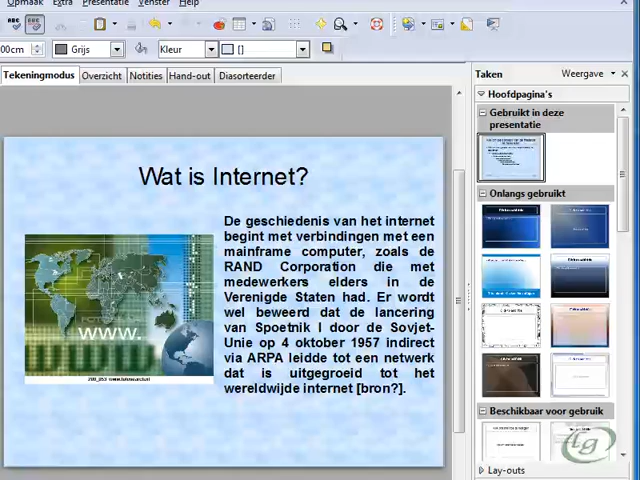 Opmaak Extra Presentatie Venster Help
00cm Grijs Kleur []
Tekeningmodus Overzicht Notities Hand-out Diasorteerder
Taken Weergave
Hoofdpagina's
Gebruikt in deze
presentatie
Onlangs gebruikt
Beschikbaar voor gebruik
Lay-outs
Wat is Internet?
De geschiedenis van het internet
begint met verbindingen met een
mainframe computer, zoals de
RAND Corporation die met
medewerkers elders in de
Verenigde Staten had. Er wordt
wel beweerd dat de lancering
van Spoetnik I door de Sovjet-
Unie op 4 oktober 1957 indirect
via ARPA leidde tot een netwerk
dat is uitgegroeid tot het
wereldwijde internet [bron?].
www.
lg